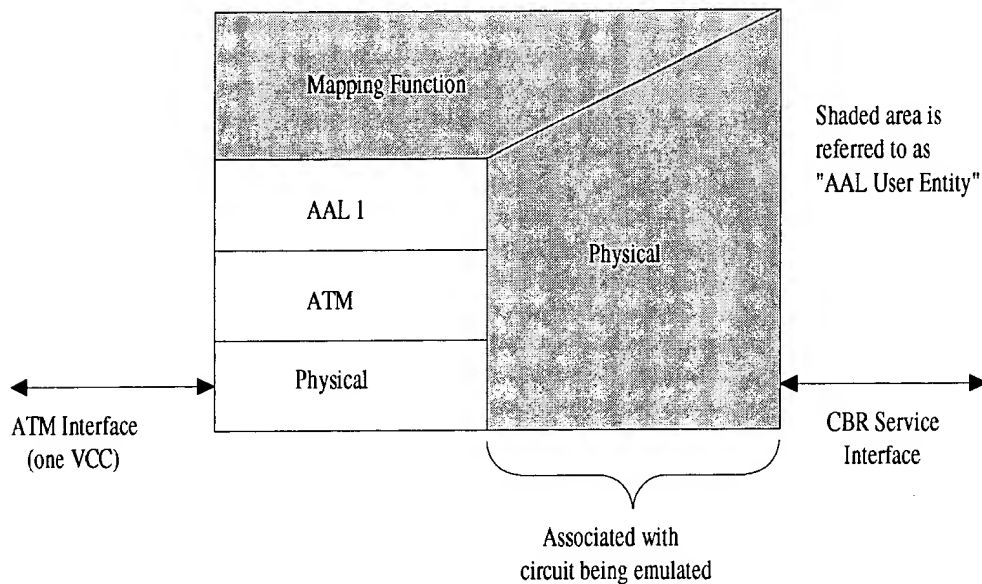 Mapping Function
Shaded area is
referred to as
"AAL User Entity"
AAL 1
Physical
ATM
Physical
ATM Interface
(one VCC)
CBR Service
Interface
Associated with
circuit being emulated